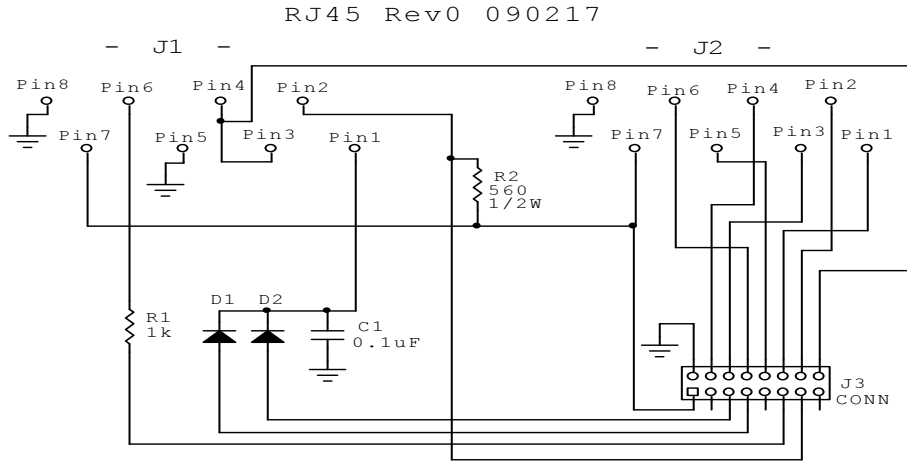 RJ45 Rev0 090217
- J1 -
- J2 -
Pin8 Pin6 Pin4 Pin2
Pin8 Pin6 Pin4 Pin2
Pin7 Pin5 Pin3 Pin1
Pin7 Pin5 Pin3 Pin1
R2
560
1/2W
D1 D2
R1
1k
C1
0.1uF
J3
CONN